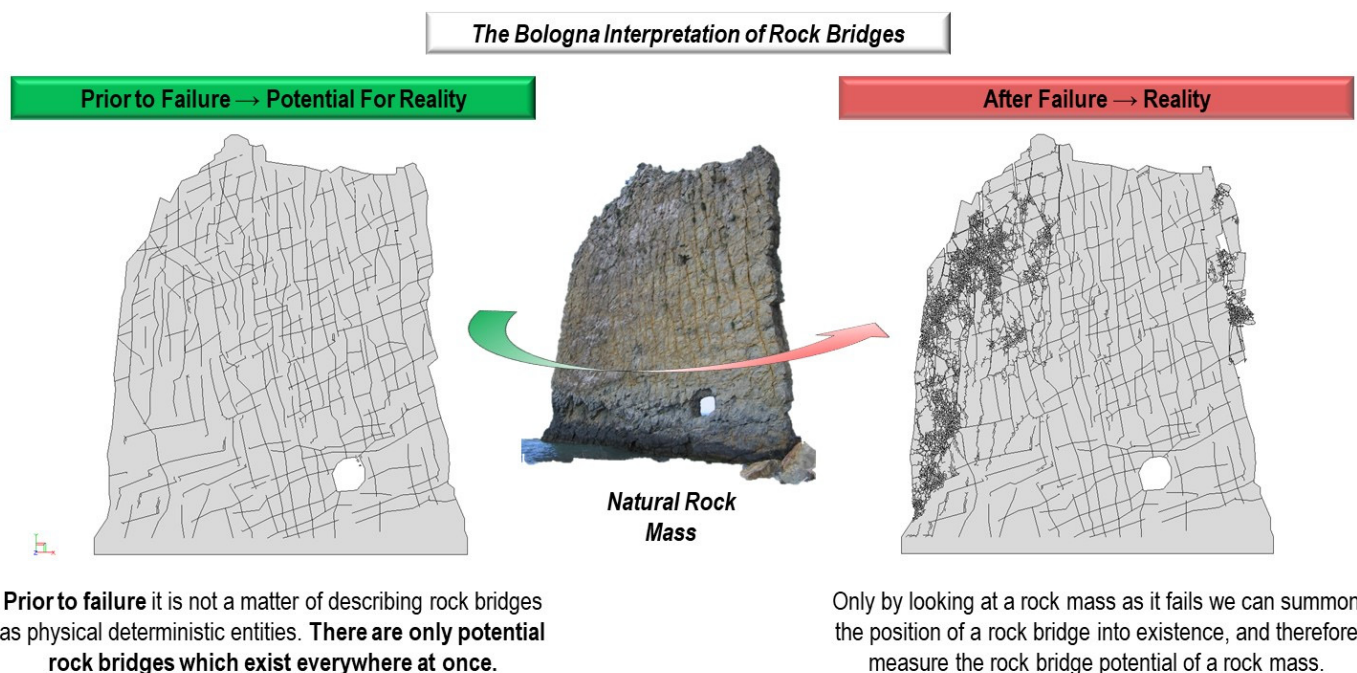 The Bologna Interpretation of Rock Bridges
Prior to Failure → Potential For Reality
After Failure → Reality
Natural Rock
Mass
Prior to failure it is not a matter of describing rock bridges
as physical deterministic entities. There are only potential
rock bridges which exist everywhere at once.
Only by looking at a rock mass as it fails we can summon
the position of a rock bridge into existence, and therefore
measure the rock bridge potential of a rock mass.